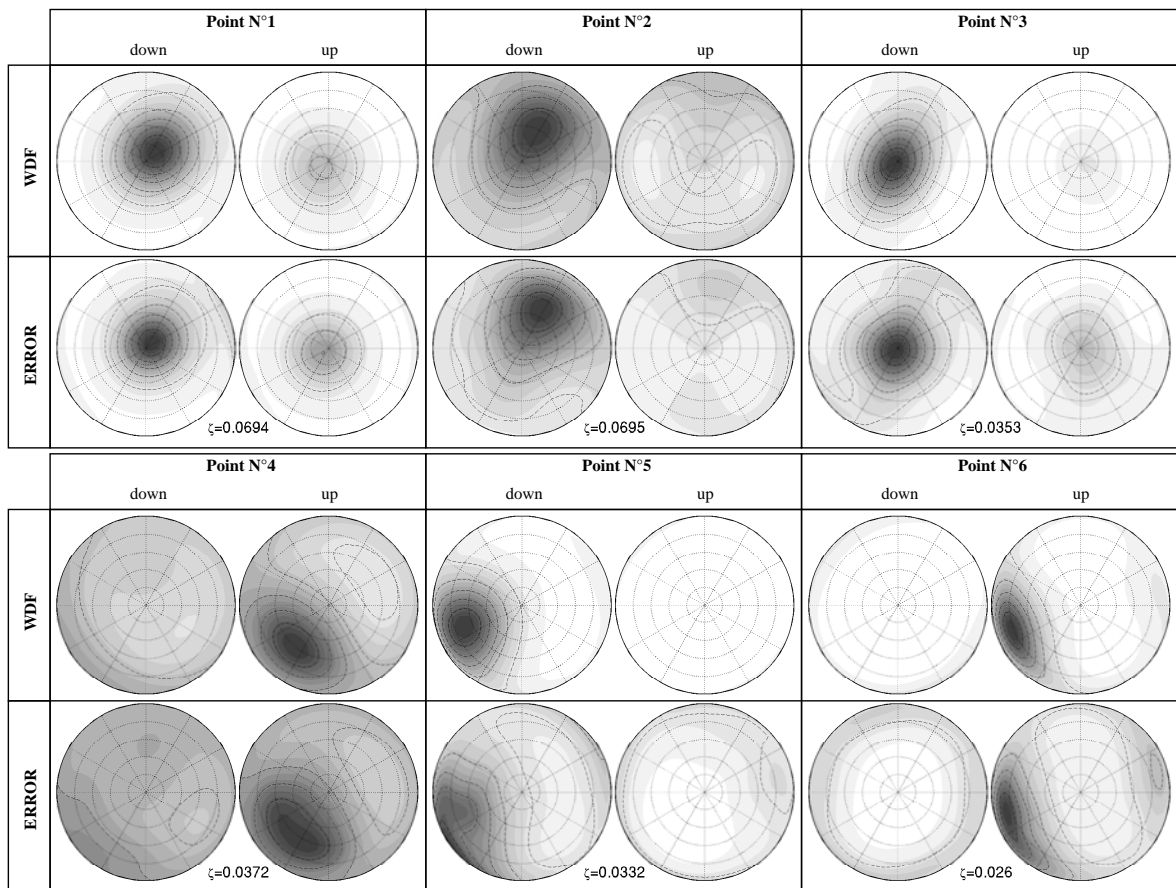 Point N°1 Point N°2 Point N°3
down up down up down up
WDF
ERROR
ζ=0.0694 ζ=0.0695 ζ=0.0353
Point N°4 Point N°5 Point N°6
down up down up down up
WDF
ERROR
ζ=0.0372 ζ=0.0332 ζ=0.026